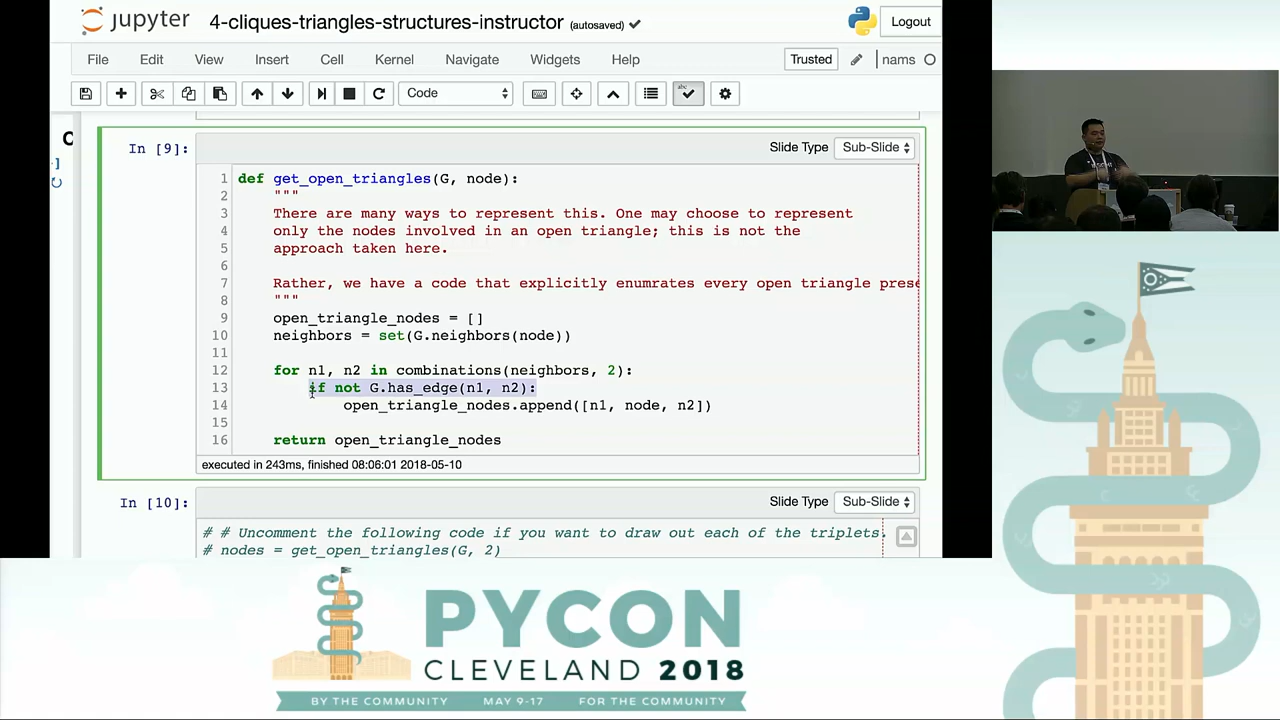 jupyter 4-cliques-triangles-structures-instructor (autosaved) Logout
File Edit View Insert Cell Kernel Navigate Widgets Help Trusted nams
Code
In [9]: Slide Type Sub-Slide
1 def get_open_triangles(G, node):
2 """
3 There are many ways to represent this. One may choose to represent
4 only the nodes involved in an open triangle; this is not the
5 approach taken here.
6
7 Rather, we have a code that explicitly enumrates every open triangle prese
8 """
9 open_triangle_nodes = []
10 neighbors = set(G.neighbors(node))
11
12 for n1, n2 in combinations(neighbors, 2):
13 if not G.has_edge(n1, n2):
14 open_triangle_nodes.append([n1, node, n2])
15
16 return open_triangle_nodes
executed in 243ms, finished 08:06:01 2018-05-10
In [10]: Slide Type Sub-Slide
# # Uncomment the following code if you want to draw out each of the triplets.
# nodes = get_open_triangles(G, 2)
PYCON
CLEVELAND 2018
BY THE COMMUNITY MAY 9-17 FOR THE COMMUNITY